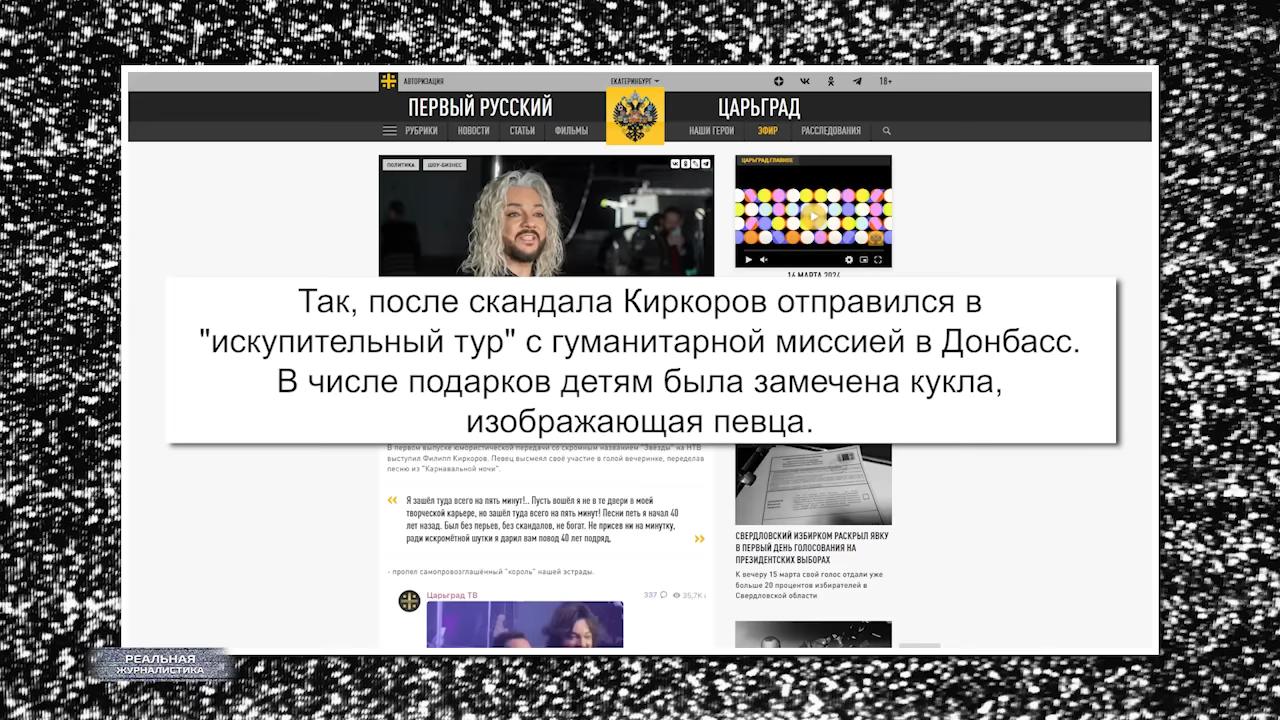 АВТОРИЗАЦИЯ
ЕКАТЕРИНБУРГ
18+
ПЕРВЫЙ РУССКИЙ
ЦАРЬГРАД
РУБРИКИ
НОВОСТИ
СТАТЬИ
ФИЛЬМЫ
НАШИ ГЕРОИ
ЭФИР
РАССЛЕДОВАНИЯ
ПОЛИТИКА
ШОУ-БИЗНЕС
ЦАРЬГРАД.ГЛАВНОЕ
16 МАРТА 2024
Так, после скандала Киркоров отправился в
"искупительный тур" с гуманитарной миссией в Донбасс.
В числе подарков детям была замечена кукла,
изображающая певца.
В первом выпуске юмористической передачи со скромным названием "Звёзды" на НТВ
выступил Филипп Киркоров. Певец высмеял своё участие в голой вечеринке, переделав
песню из "Карнавальной ночи".
« Я зашёл туда всего на пять минут!.. Пусть вошёл я не в те двери в моей
творческой карьере, но зашёл туда всего на пять минут! Песни петь я начал 40
лет назад. Был без перьев, без скандалов, не богат. Не присев ни на минутку,
ради искромётной шутки я дарил вам повод 40 лет подряд, »
- пропел самопровозглашённый "король" нашей эстрады.
Царьград ТВ
337
35,7K
СВЕРДЛОВСКИЙ ИЗБИРКОМ РАСКРЫЛ ЯВКУ
В ПЕРВЫЙ ДЕНЬ ГОЛОСОВАНИЯ НА
ПРЕЗИДЕНТСКИХ ВЫБОРАХ
К вечеру 15 марта свой голос отдали уже
больше 20 процентов избирателей в
Свердловской области
РЕАЛЬНАЯ
ЖУРНАЛИСТИКА